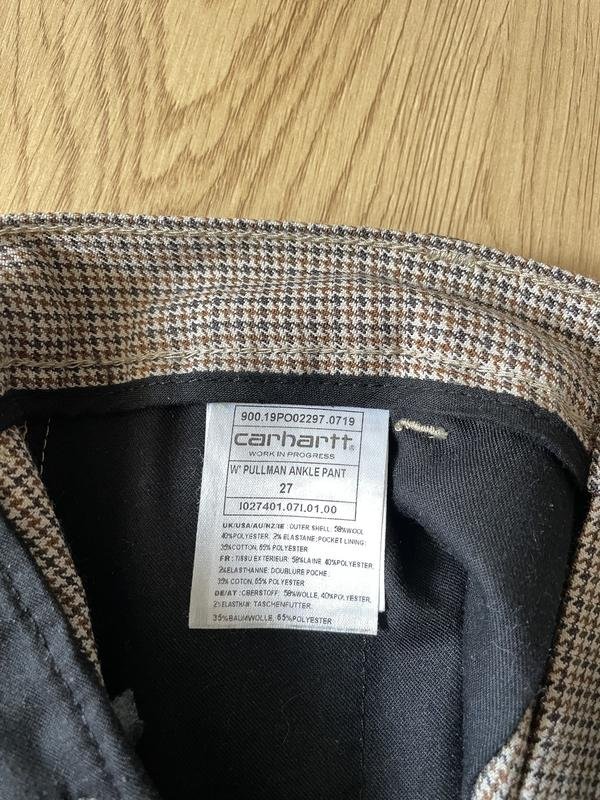 900.19PO02297.0719
carhartt®
WORK IN PROGRESS
W' PULLMAN ANKLE PANT
27
I027401.07I.01.00
UK/USA/AU/NZ/IE : OUTER SHELL: 58%WOOL
40%POLYESTER, 2%ELASTANE; POCKET LINING:
35%COTTON, 65% POLYESTER
FR : TISSU EXTERIEUR: 58%LAINE 40%POLYESTER,
2%ELASTHANNE: DOUBLURE POCHE:
35% COTON, 65% POLYESTER
DE/AT : OBERSTOFF: 58%WOLLE, 40%POLYESTER,
2% ELASTHAN: TASCHENFUTTER:
35%BAUMWOLLE, 65%POLYESTER